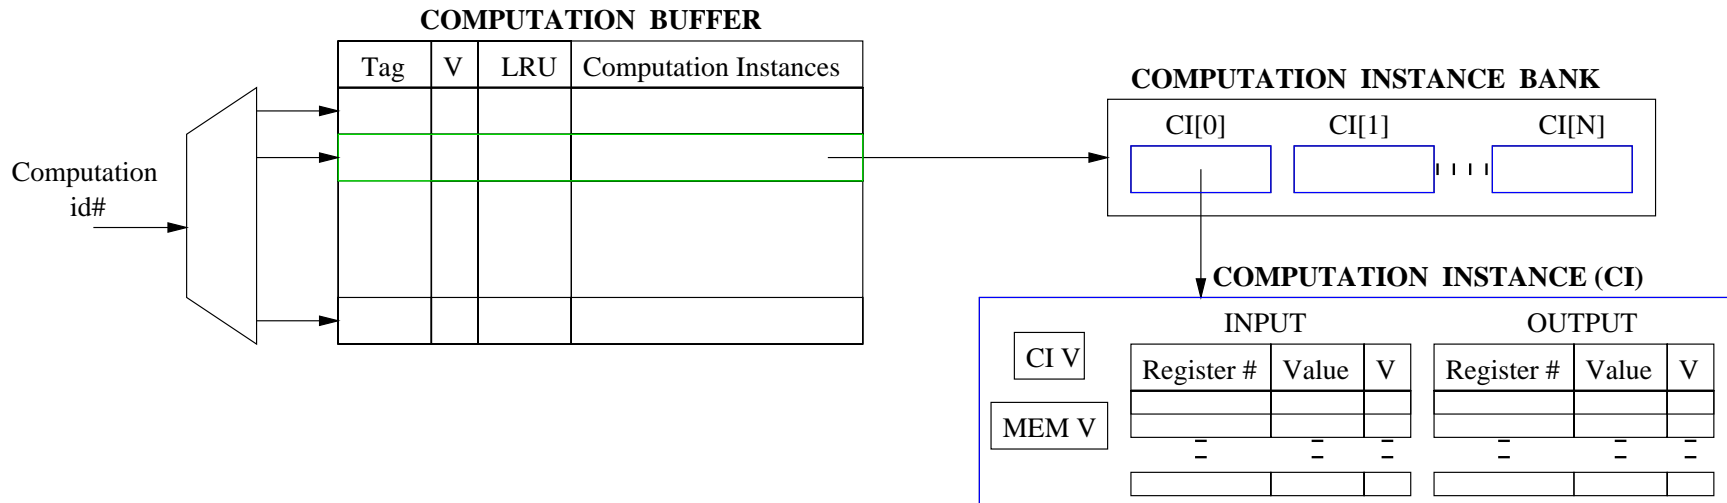 COMPUTATION BUFFER
Tag V LRU Computation Instances
Computation
id#
COMPUTATION INSTANCE BANK
CI[0] CI[1] CI[N]
COMPUTATION INSTANCE (CI)
INPUT OUTPUT
CI V
MEM V
Register # Value V
Register # Value V